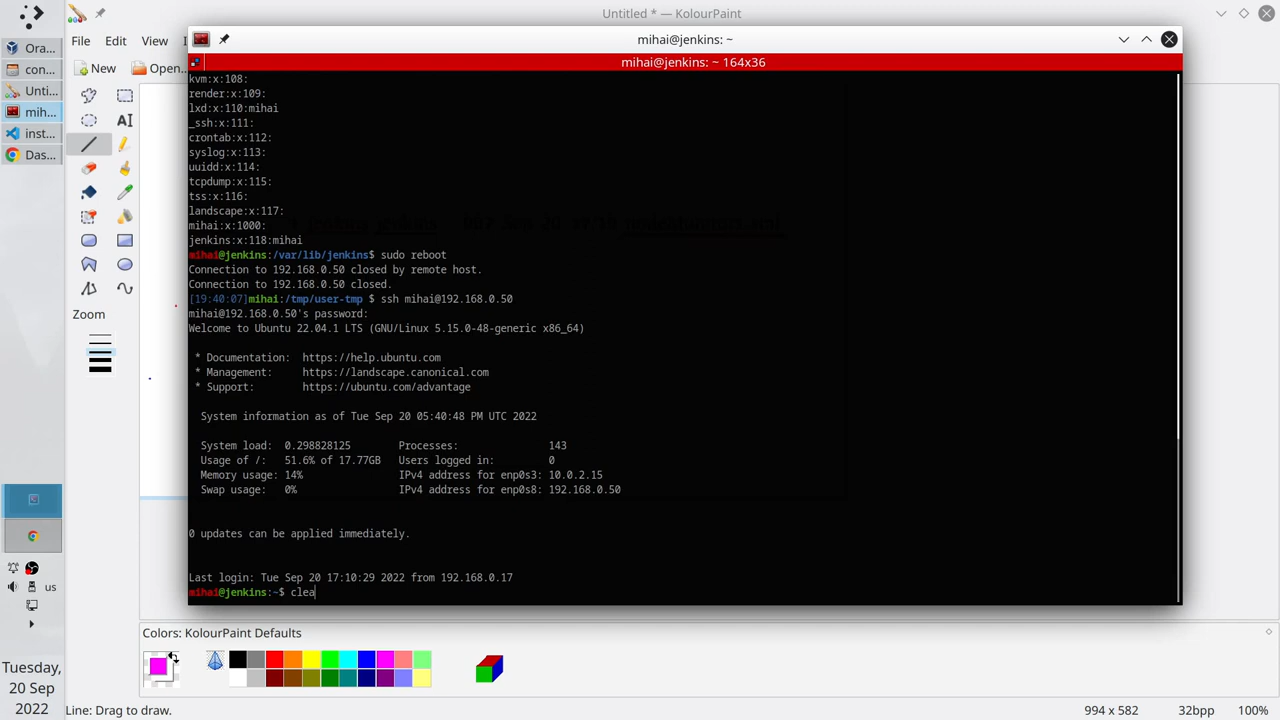 Untitled * — KolourPaint
File Edit View
New Open...
Ora...
con...
Unti...
mih...
inst...
Das...
mihai@jenkins: ~
mihai@jenkins: ~ 164x36
kvm:x:108:
render:x:109:
lxd:x:110:mihai
_ssh:x:111:
crontab:x:112:
syslog:x:113:
uuidd:x:114:
tcpdump:x:115:
tss:x:116:
landscape:x:117:
mihai:x:1000:
jenkins:x:118:mihai
mihai@jenkins:/var/lib/jenkins$ sudo reboot
Connection to 192.168.0.50 closed by remote host.
Connection to 192.168.0.50 closed.
[19:40:07]mihai:/tmp/user-tmp $ ssh mihai@192.168.0.50
mihai@192.168.0.50's password:
Welcome to Ubuntu 22.04.1 LTS (GNU/Linux 5.15.0-48-generic x86_64)
* Documentation: https://help.ubuntu.com
* Management: https://landscape.canonical.com
* Support: https://ubuntu.com/advantage
System information as of Tue Sep 20 05:40:48 PM UTC 2022
System load: 0.298828125 Processes: 143
Usage of /: 51.6% of 17.77GB Users logged in: 0
Memory usage: 14% IPv4 address for enp0s3: 10.0.2.15
Swap usage: 0% IPv4 address for enp0s8: 192.168.0.50
0 updates can be applied immediately.
Last login: Tue Sep 20 17:10:29 2022 from 192.168.0.17
mihai@jenkins:~$ clea
Zoom
us
Colors: KolourPaint Defaults
Tuesday,
20 Sep
2022
Line: Drag to draw.
994 x 582
32bpp
100%